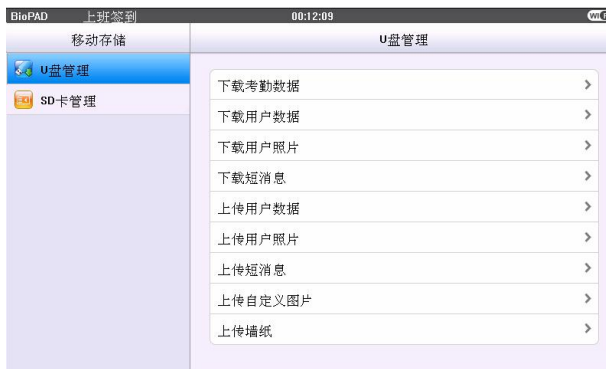 BioPAD 上班签到 00:12:09 WiF
移动存储 U盘管理
U盘管理
SD卡管理
下载考勤数据
下载用户数据
下载用户照片
下载短消息
上传用户数据
上传用户照片
上传短消息
上传自定义图片
上传墙纸